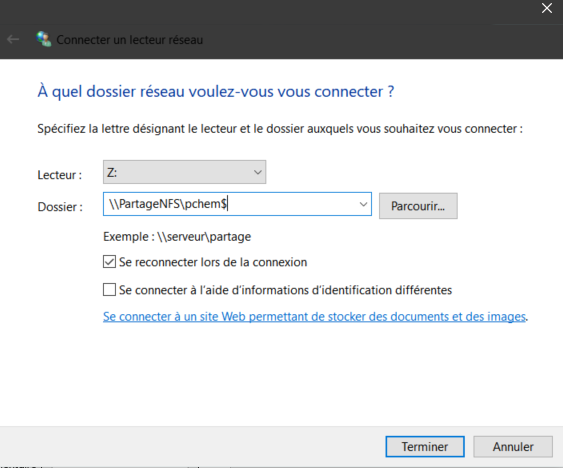 Connecter un lecteur réseau
À quel dossier réseau voulez-vous vous connecter ?
Spécifiez la lettre désignant le lecteur et le dossier auxquels vous souhaitez vous connecter :
Lecteur : Z:
Dossier : \\PartageNFS\pchem$ Parcourir...
Exemple : \\serveur\partage
Se reconnecter lors de la connexion
Se connecter à l'aide d'informations d'identification différentes
Se connecter à un site Web permettant de stocker des documents et des images.
Terminer Annuler